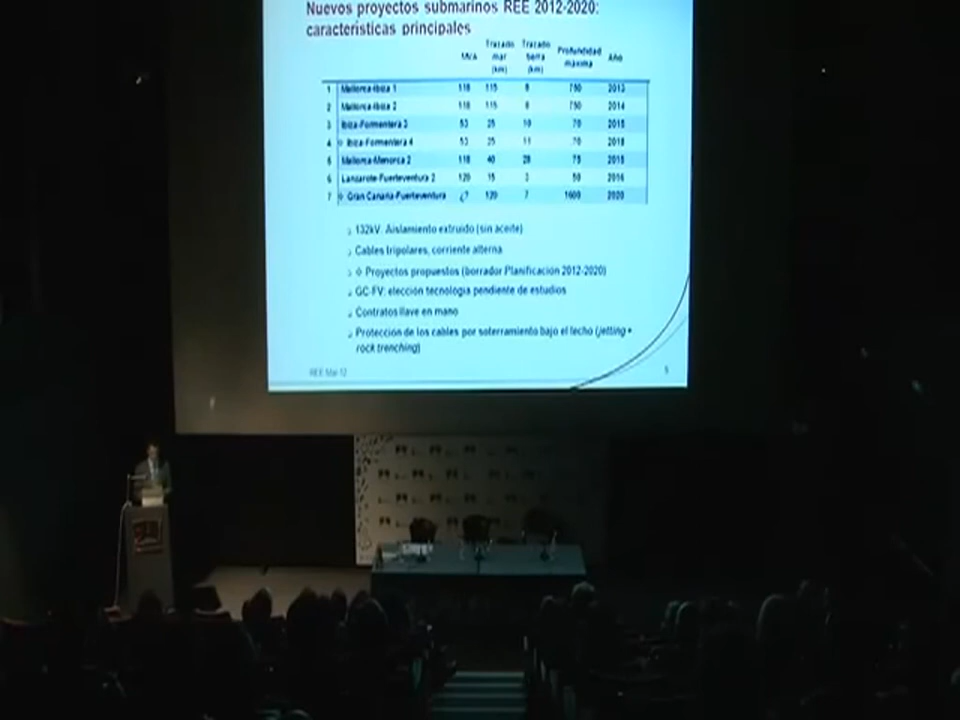 Nuevos proyectos submarinos REE 2012-2020:
características principales
MVA Trazado mar (km) Trazado tierra (km) Profundidad máxima Año
1 Mallorca-Ibiza 1 118 115 8 750 2013
2 Mallorca-Ibiza 2 118 115 8 750 2014
3 Ibiza-Formentera 3 53 25 10 70 2015
4 Ibiza-Formentera 4 53 25 11 70 2018
5 Mallorca-Menorca 2 118 40 28 75 2015
6 Lanzarote-Fuerteventura 2 120 15 3 50 2016
7 Gran Canaria-Fuerteventura ¿? 120 7 1600 2020
132kV. Aislamiento extruido (sin aceite)
Cables tripolares, corriente alterna
Proyectos propuestos (borrador Planificación 2012-2020)
GC-FV: elección tecnología pendiente de estudios
Contratos llave en mano
Protección de los cables por soterramiento bajo el lecho (jetting +
rock trenching)
REE Mar.12